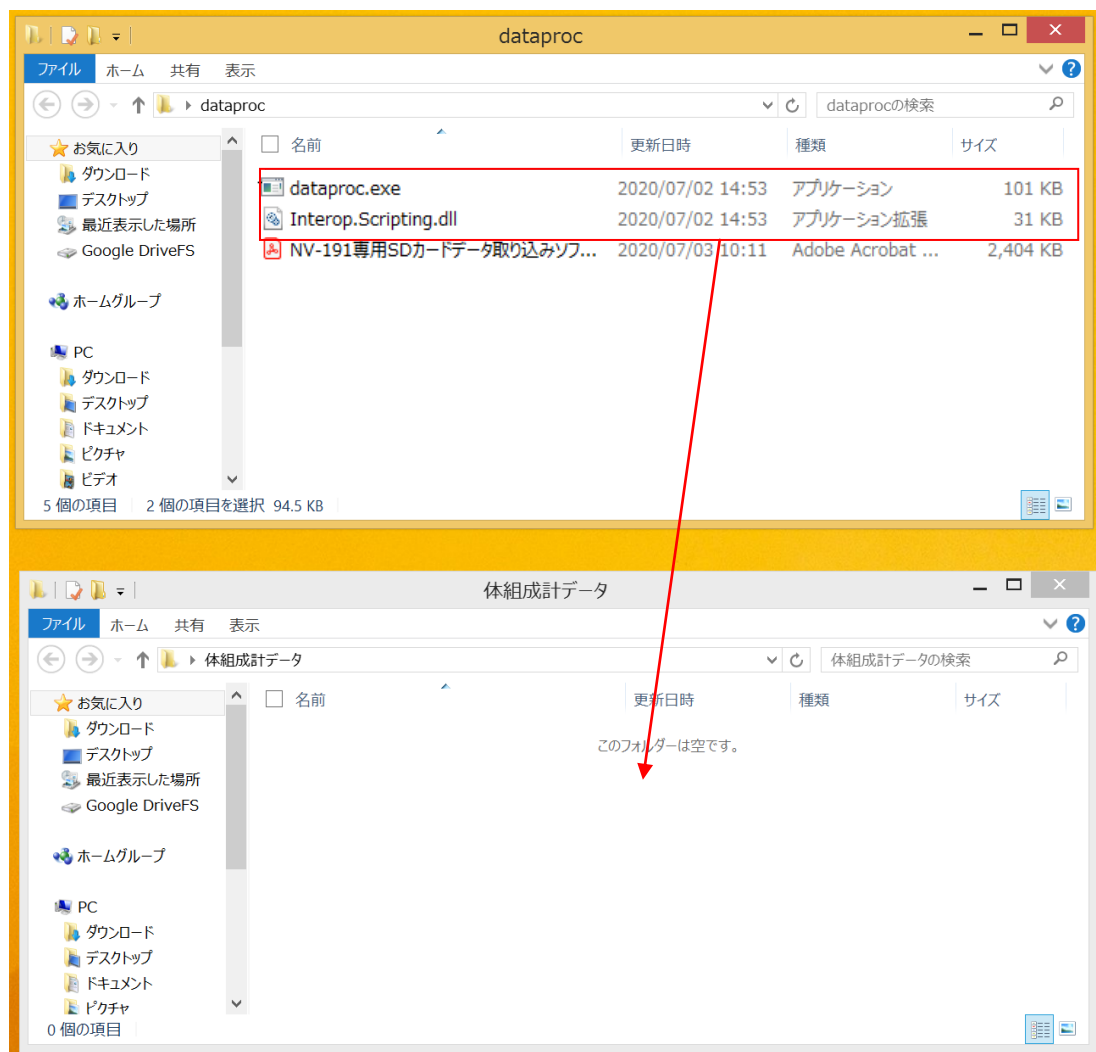 dataproc
ファイル ホーム 共有 表示
dataproc
dataprocの検索
お気に入り
ダウンロード
デスクトップ
最近表示した場所
Google DriveFS
ホームグループ
PC
ダウンロード
デスクトップ
ドキュメント
ピクチャ
ビデオ
名前 更新日時 種類 サイズ
dataproc.exe 2020/07/02 14:53 アプリケーション 101 KB
Interop.Scripting.dll 2020/07/02 14:53 アプリケーション拡張 31 KB
NV-191専用SDカードデータ取り込みソフ... 2020/07/03 10:11 Adobe Acrobat ... 2,404 KB
5 個の項目 2 個の項目を選択 94.5 KB
体組成計データ
ファイル ホーム 共有 表示
体組成計データ
体組成計データの検索
お気に入り
ダウンロード
デスクトップ
最近表示した場所
Google DriveFS
ホームグループ
PC
ダウンロード
デスクトップ
ドキュメント
ピクチャ
名前 更新日時 種類 サイズ
このフォルダーは空です。
0 個の項目